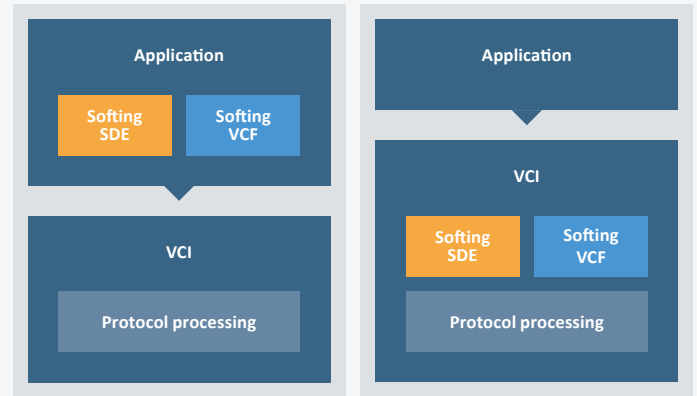 Application
Softing
SDE
Softing
VCF
VCI
Protocol processing
Application
VCI
Softing
SDE
Softing
VCF
Protocol processing